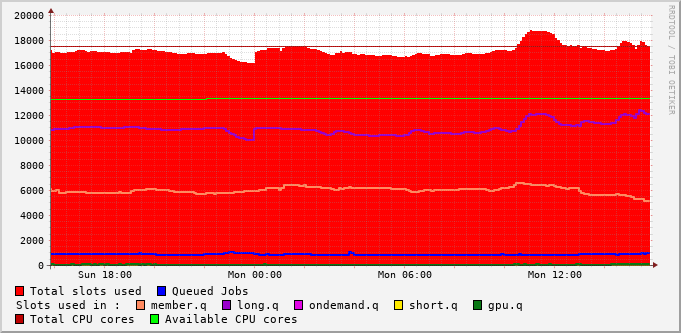 20000
18000
16000
14000
12000
10000
8000
6000
4000
2000
0
Sun 18:00 Mon 00:00 Mon 06:00 Mon 12:00
RRDTOOL / TOBI OETIKER
Total slots used Queued Jobs
Slots used in : member.q long.q ondemand.q short.q gpu.q
Total CPU cores Available CPU cores